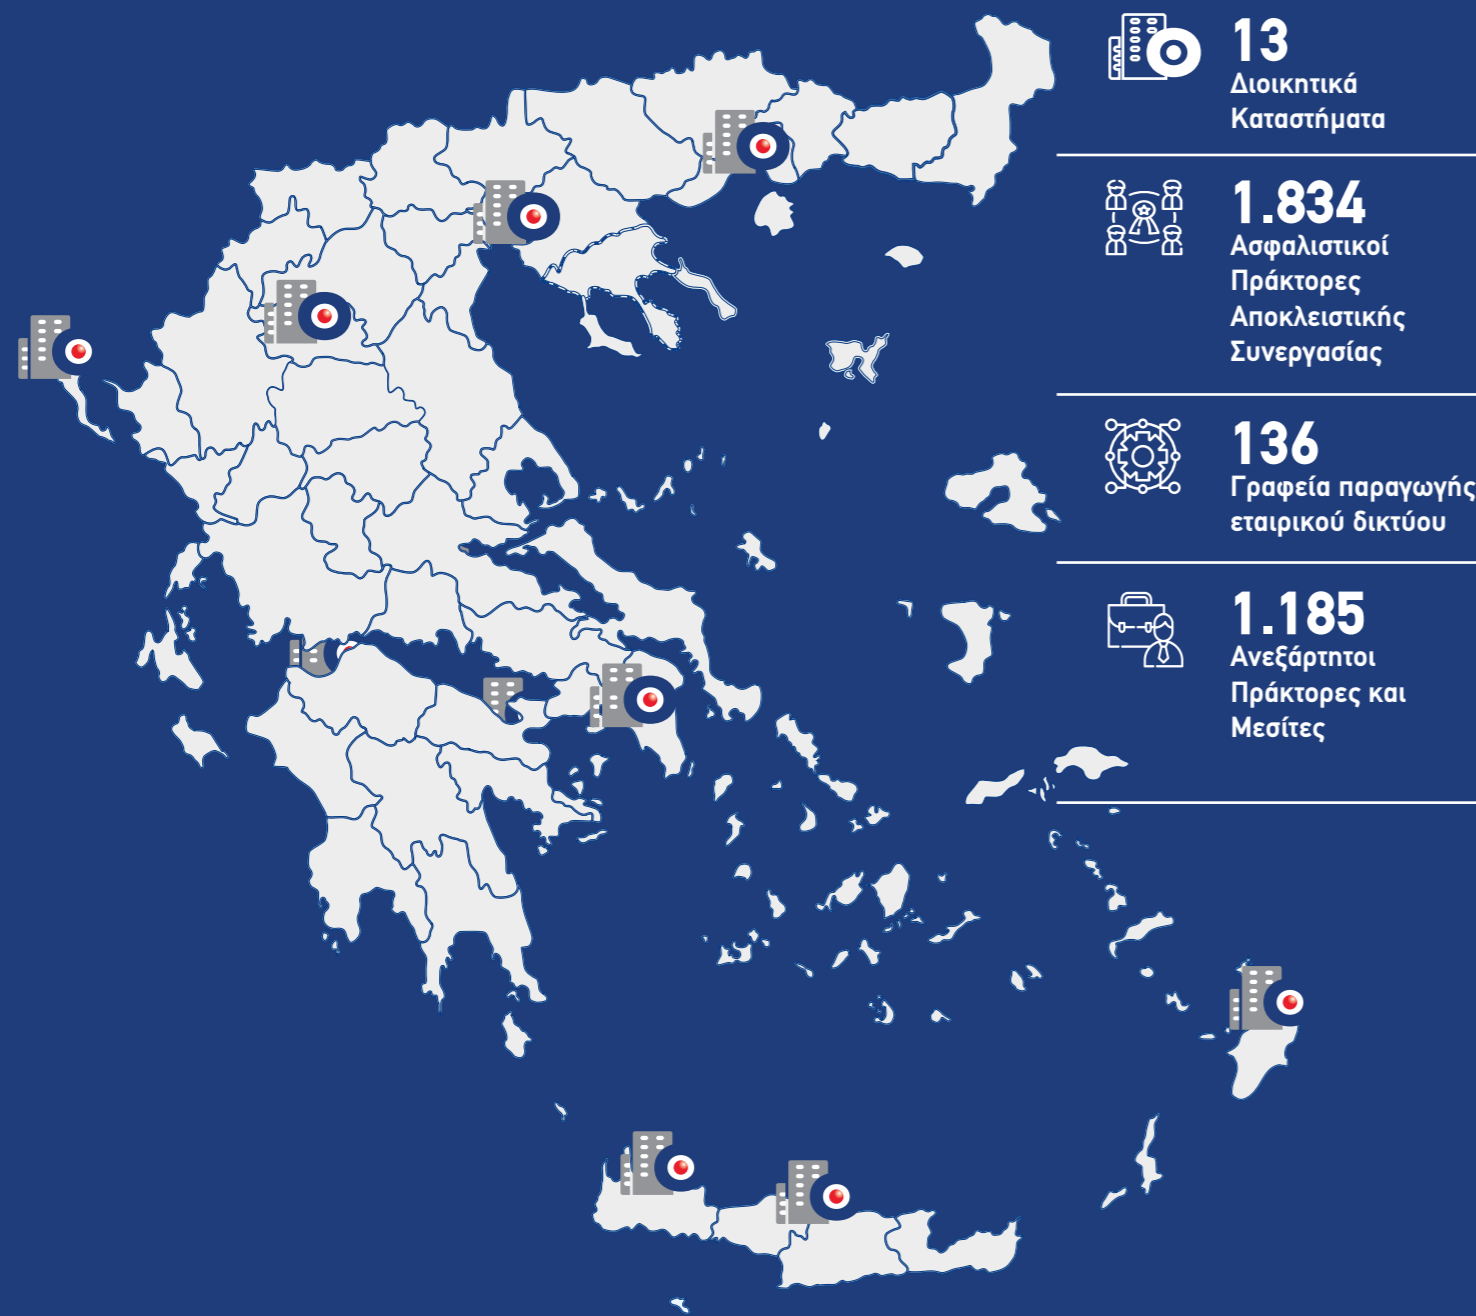 13
Διοικητικά
Καταστήματα
1.834
Ασφαλιστικοί
Πράκτορες
Αποκλειστικής
Συνεργασίας
136
Γραφεία παραγωγής
εταιρικού δικτύου
1.185
Ανεξάρτητοι
Πράκτορες και
Μεσίτες